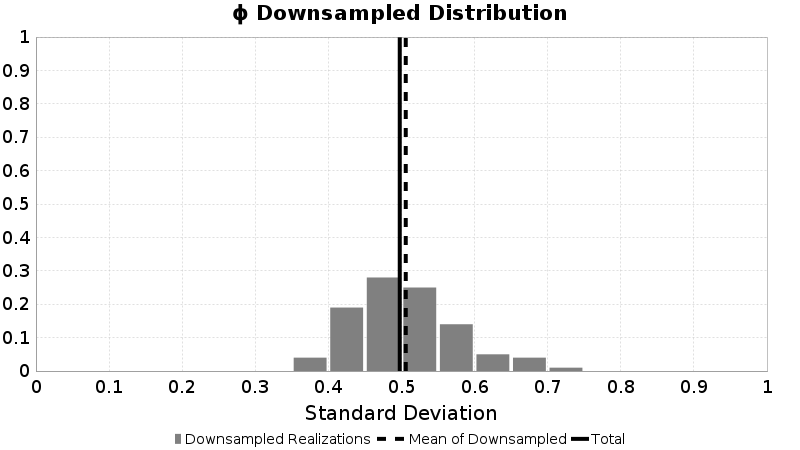 ϕ Downsampled Distribution
1
0.9
0.8
0.7
0.6
0.5
0.4
0.3
0.2
0.1
0
0 0.1 0.2 0.3 0.4 0.5 0.6 0.7 0.8 0.9 1
Standard Deviation
Downsampled Realizations Mean of Downsampled Total